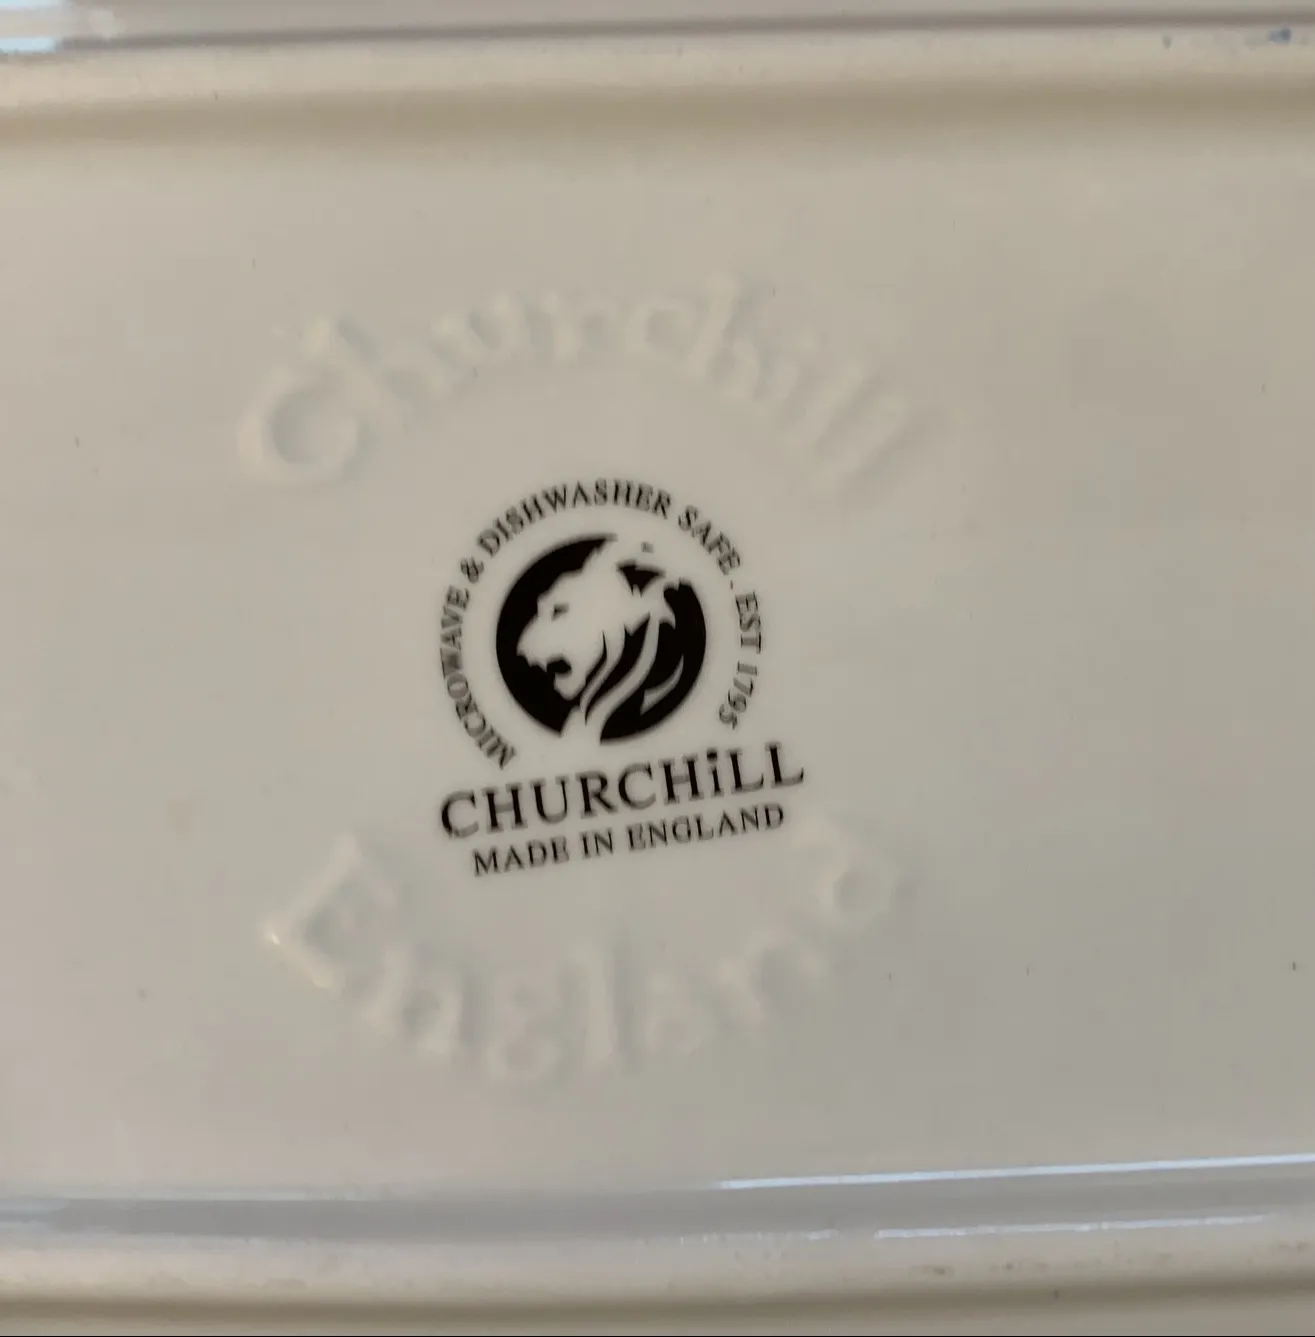 Churchill
MICROWAVE & DISHWASHER SAFE . EST 1795
CHURCHiLL
MADE IN ENGLAND
England